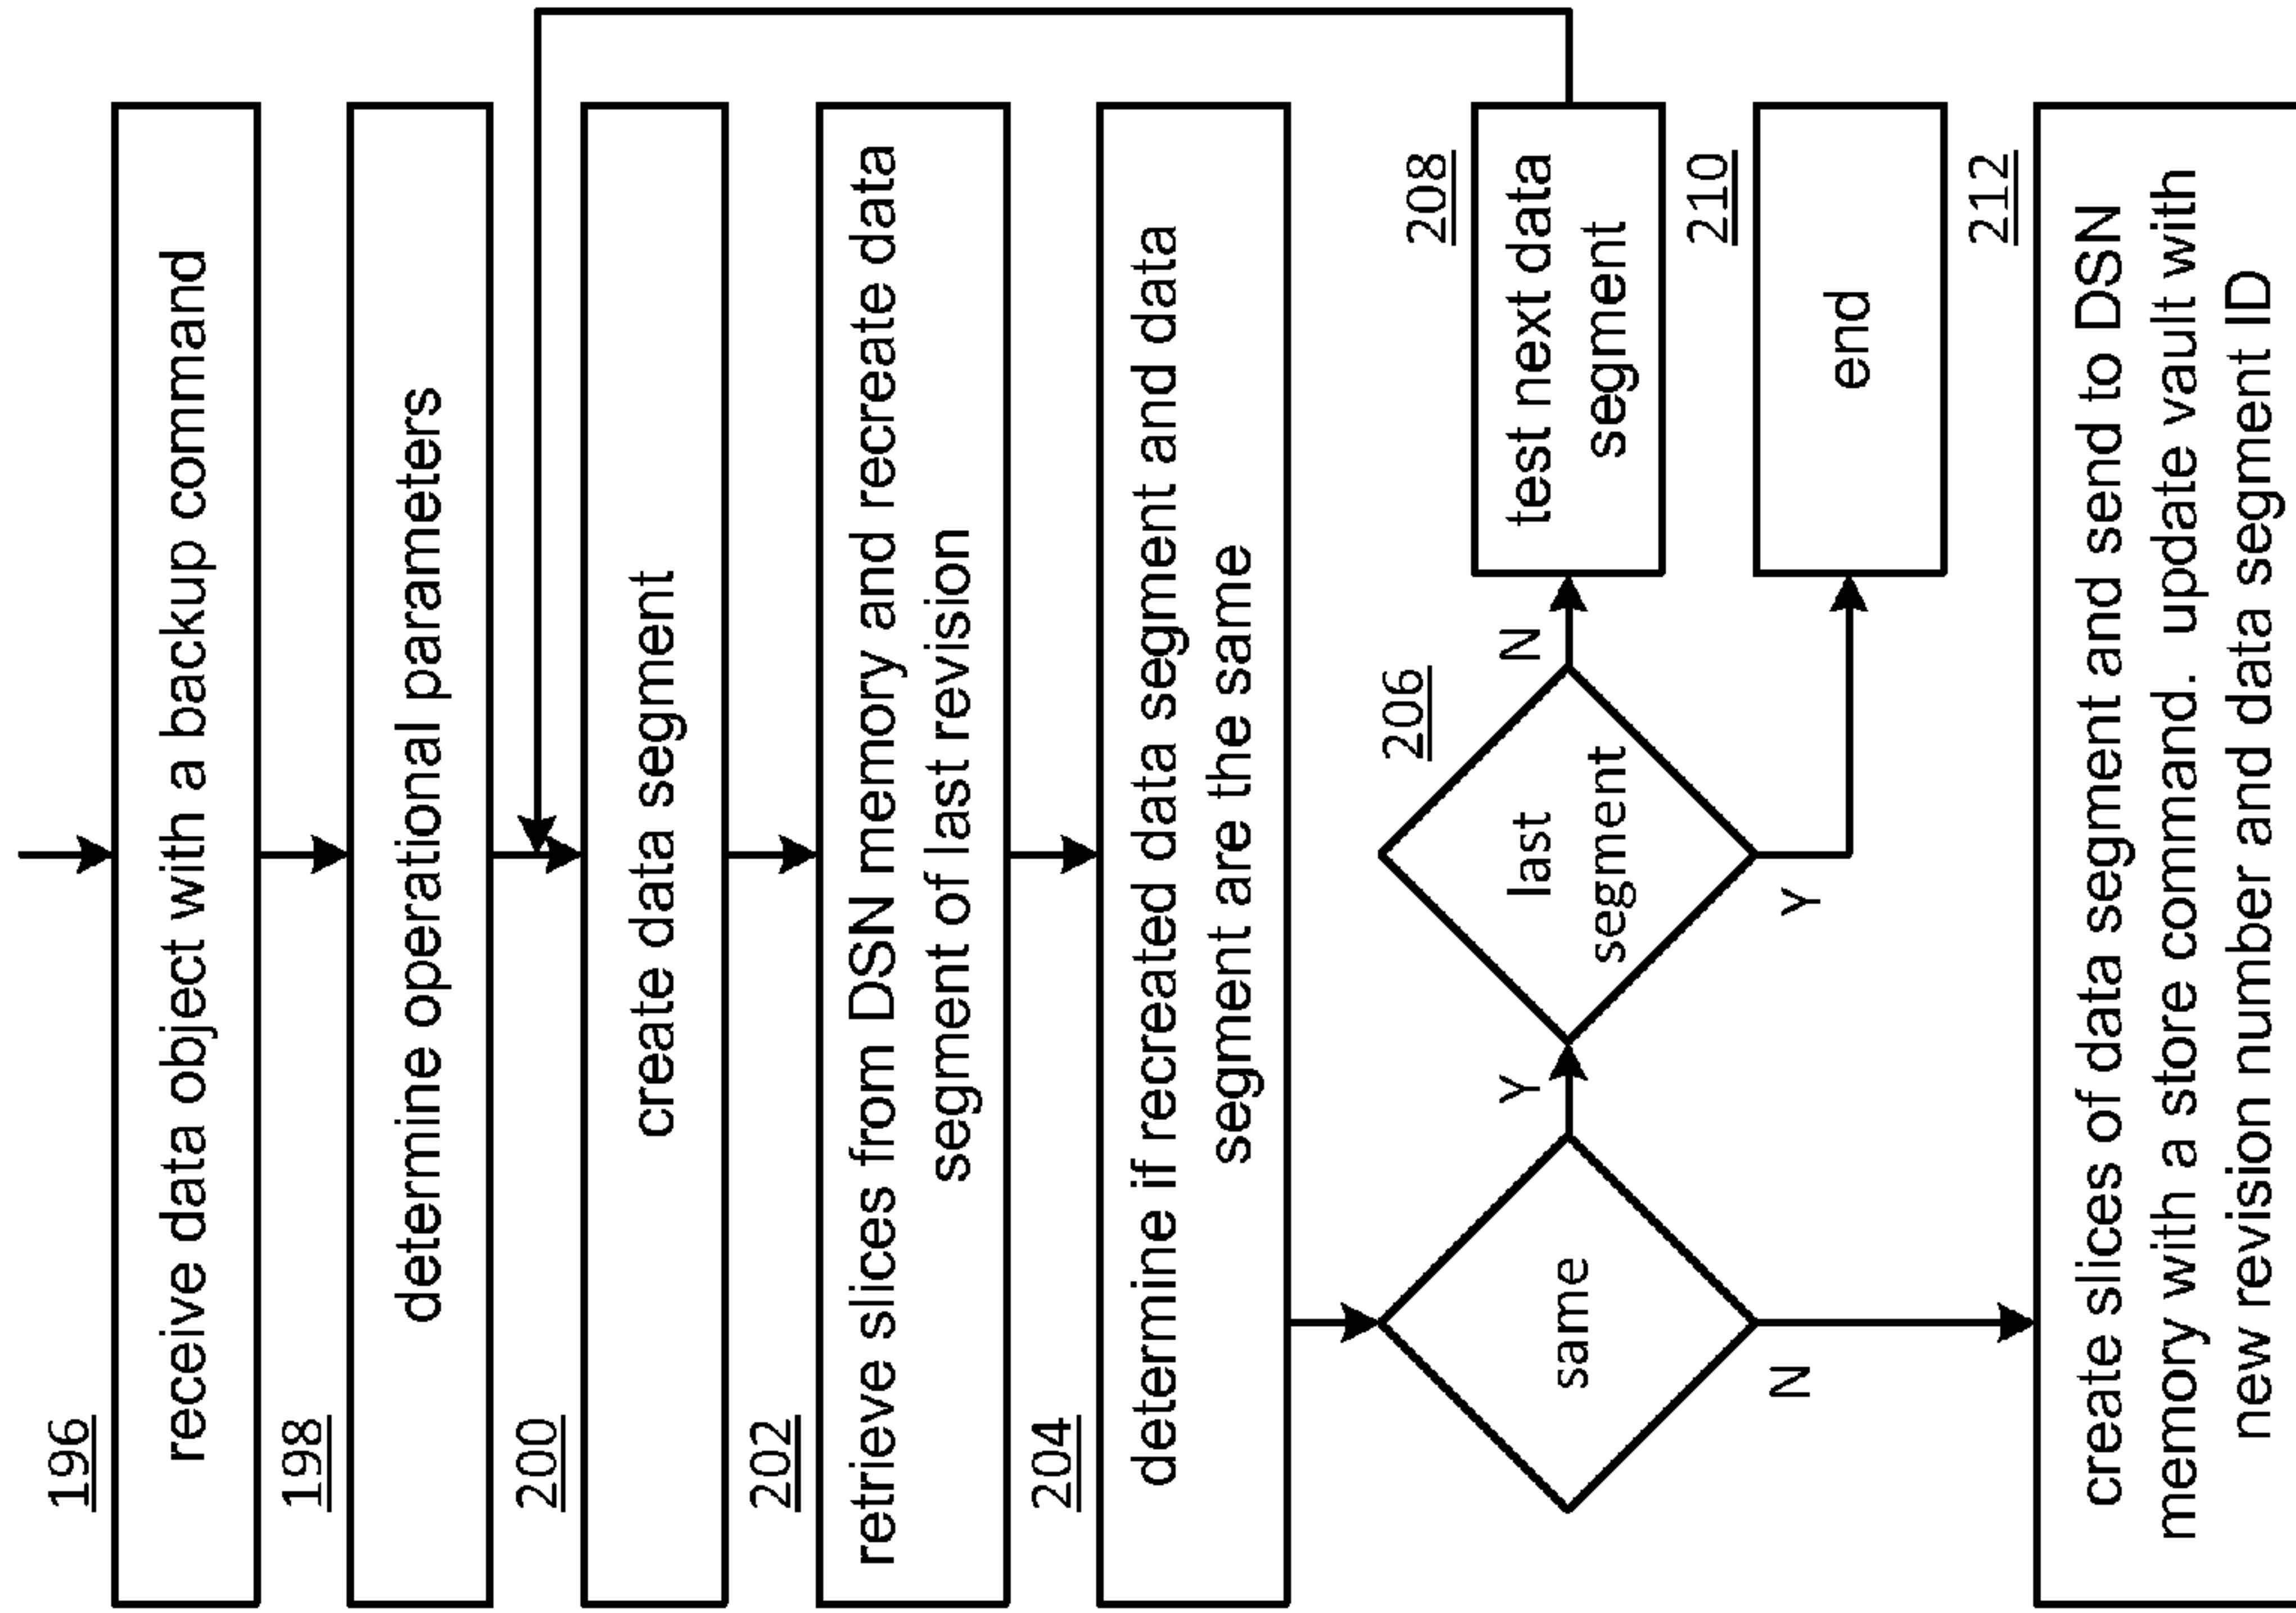 196
receive data object with a backup command
198
determine operational parameters
200
create data segment
202
retrieve slices from DSN memory and recreate data
segment of last revision
204
determine if recreated data segment and data
segment are the same
same
Y
N
206
last
segment
N
Y
208
test next data
segment
210
end
212
create slices of data segment and send to DSN
memory with a store command.  update vault with
new revision number and data segment ID